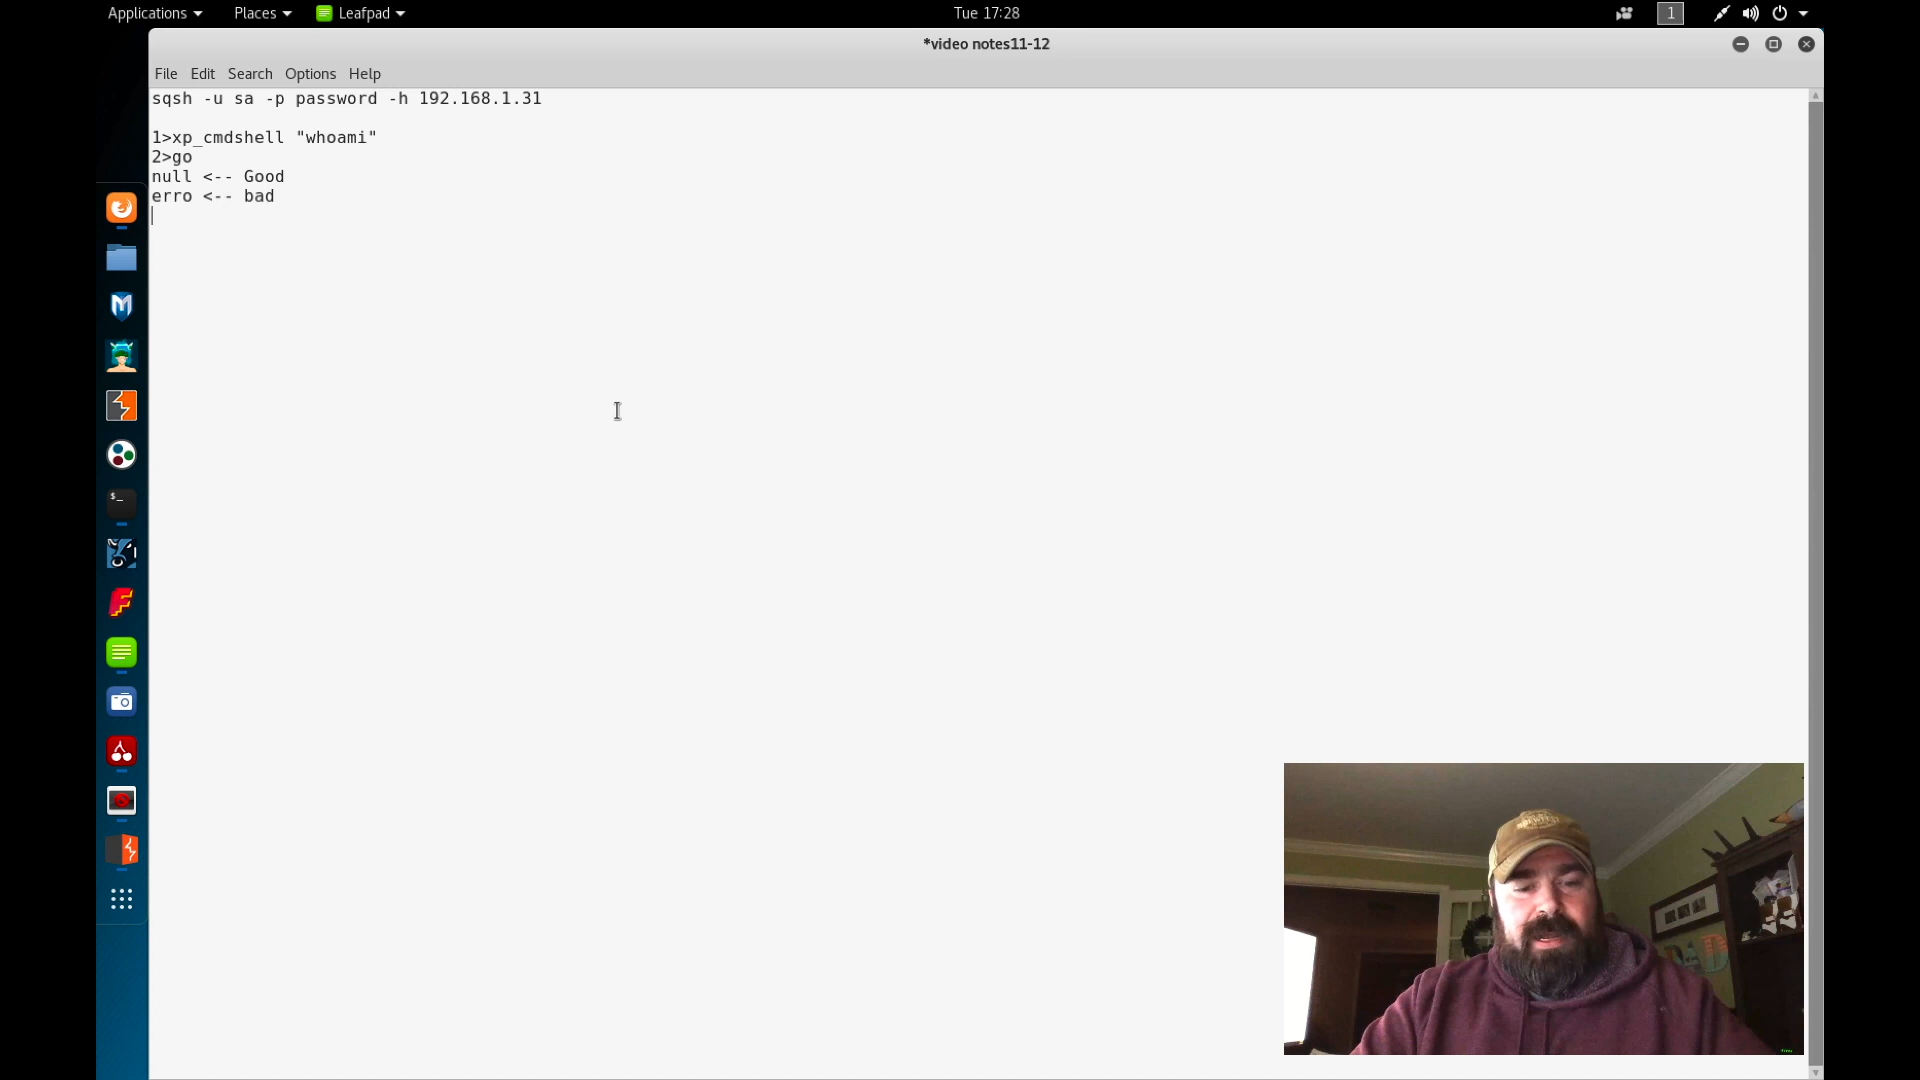 Applications
Places
Leafpad
Tue 17:28
1
*video notes11-12
File Edit Search Options Help
sqsh -u sa -p password -h 192.168.1.31
1>xp_cmdshell "whoami"
2>go
null <-- Good
erro <-- bad